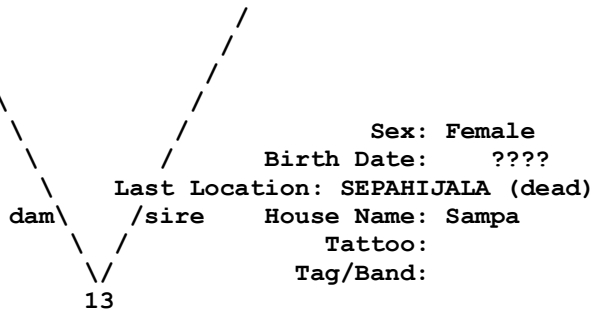 Sex: Female
Birth Date: ????
Last Location: SEPAHIJALA (dead)
dam\ /sire House Name: Sampa
Tattoo:
Tag/Band:
13